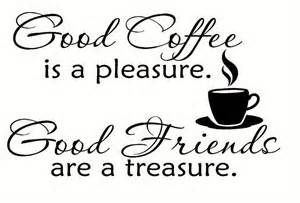 Good Coffee
is a pleasure.
Good Friends
are a treasure.